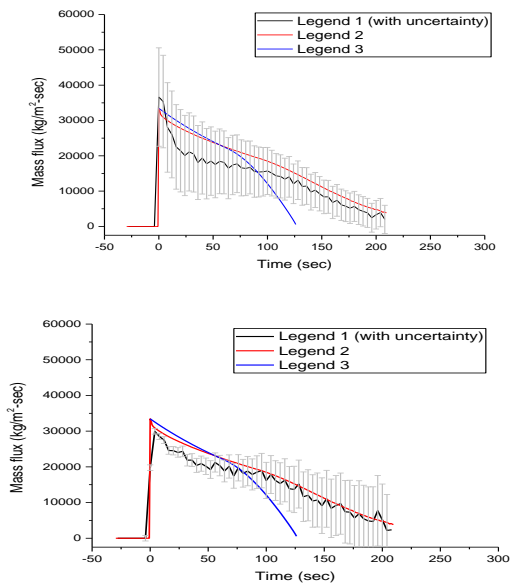 60000
50000
40000
30000
20000
10000
0
Mass flux (kg/m²-sec)
Legend 1 (with uncertainty)
Legend 2
Legend 3
-50 0 50 100 150 200 250 300
Time (sec)
60000
50000
40000
30000
20000
10000
0
Mass flux (kg/m²-sec)
Legend 1 (with uncertainty)
Legend 2
Legend 3
-50 0 50 100 150 200 250 300
Time (sec)